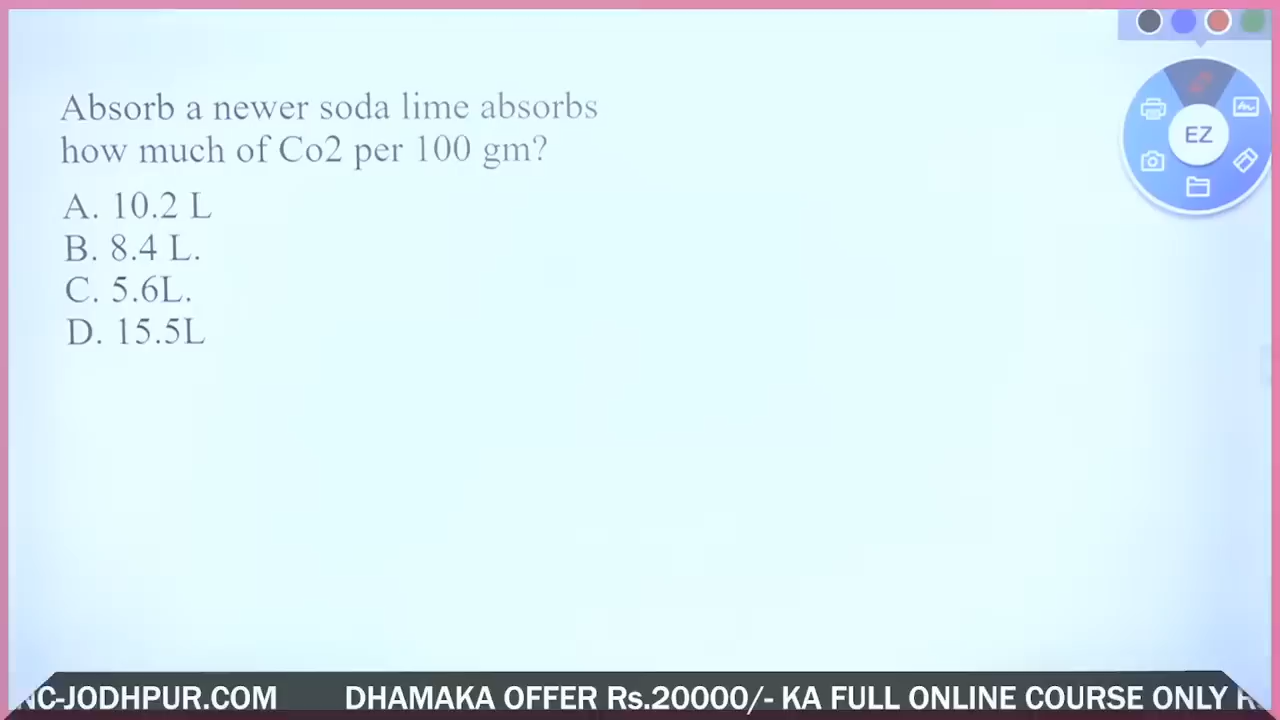 EZ
Absorb a newer soda lime absorbs
how much of Co2 per 100 gm?
A. 10.2 L
B. 8.4 L.
C. 5.6L.
D. 15.5L
NC-JODHPUR.COM DHAMAKA OFFER Rs.20000/- KA FULL ONLINE COURSE ONLY